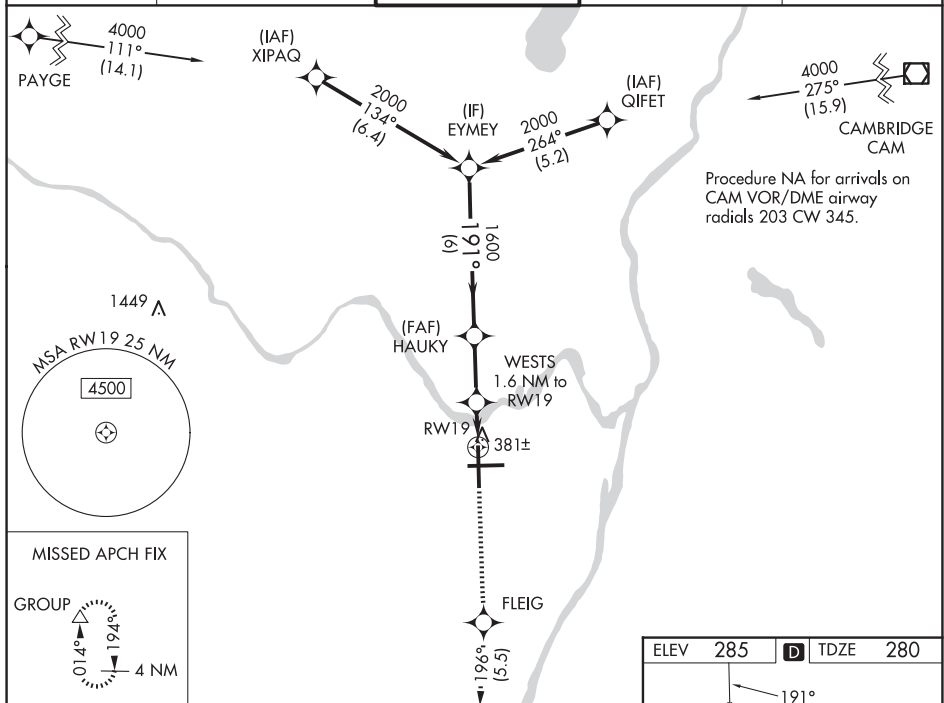 4000
111°
(14.1)
PAYGE
(IAF)
XIPAQ
2000
134°
(6.4)
(IF)
EYMEY
(IAF)
QIFET
2000
264°
(5.2)
4000
275°
(15.9)
CAMBRIDGE
CAM
Procedure NA for arrivals on
CAM VOR/DME airway
radials 203 CW 345.
1600
191°
(6)
1449
MSA RW19 25 NM
4500
(FAF)
HAUKY
WESTS
1.6 NM to
RW19
RW19
381±
MISSED APCH FIX
GROUP
014°
194°
4 NM
FLEIG
196°
(5.5)
ELEV 285 D TDZE 280
191°